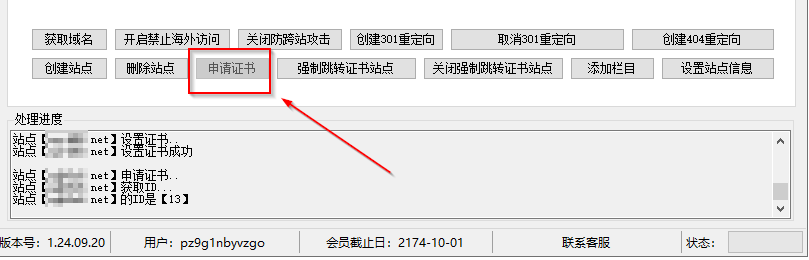 获取域名 开启禁止海外访问 关闭防跨站攻击 创建301重定向 取消301重定向 创建404重定向
创建站点 删除站点 申请证书 强制跳转证书站点 关闭强制跳转证书站点 添加栏目 设置站点信息
处理进度
站点【 net】设置证书..
站点【 net】设置证书成功
站点【 net】申请证书..
站点【 net】获取ID...
站点【 net】的ID是【13】
版本号: 1.24.09.20 用户: pz9g1nbyvzgo 会员截止日: 2174-10-01 联系客服 状态: